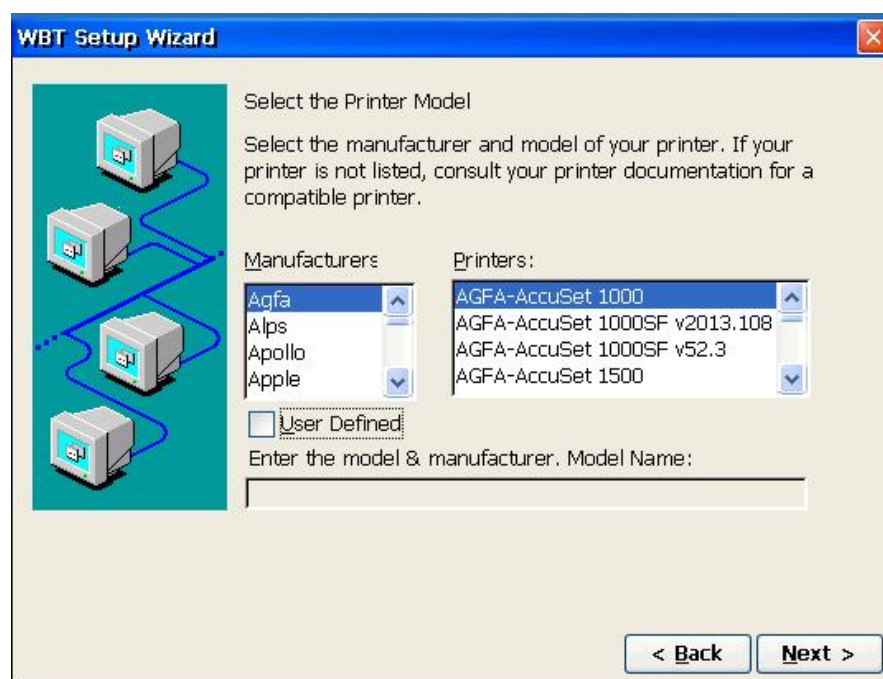 WBT Setup Wizard
Select the Printer Model
Select the manufacturer and model of your printer. If your
printer is not listed, consult your printer documentation for a
compatible printer.
Manufacturers
Agfa
Alps
Apollo
Apple
Printers:
AGFA-AccuSet 1000
AGFA-AccuSet 1000SF v2013.108
AGFA-AccuSet 1000SF v52.3
AGFA-AccuSet 1500
User Defined
Enter the model & manufacturer. Model Name:
< Back
Next >